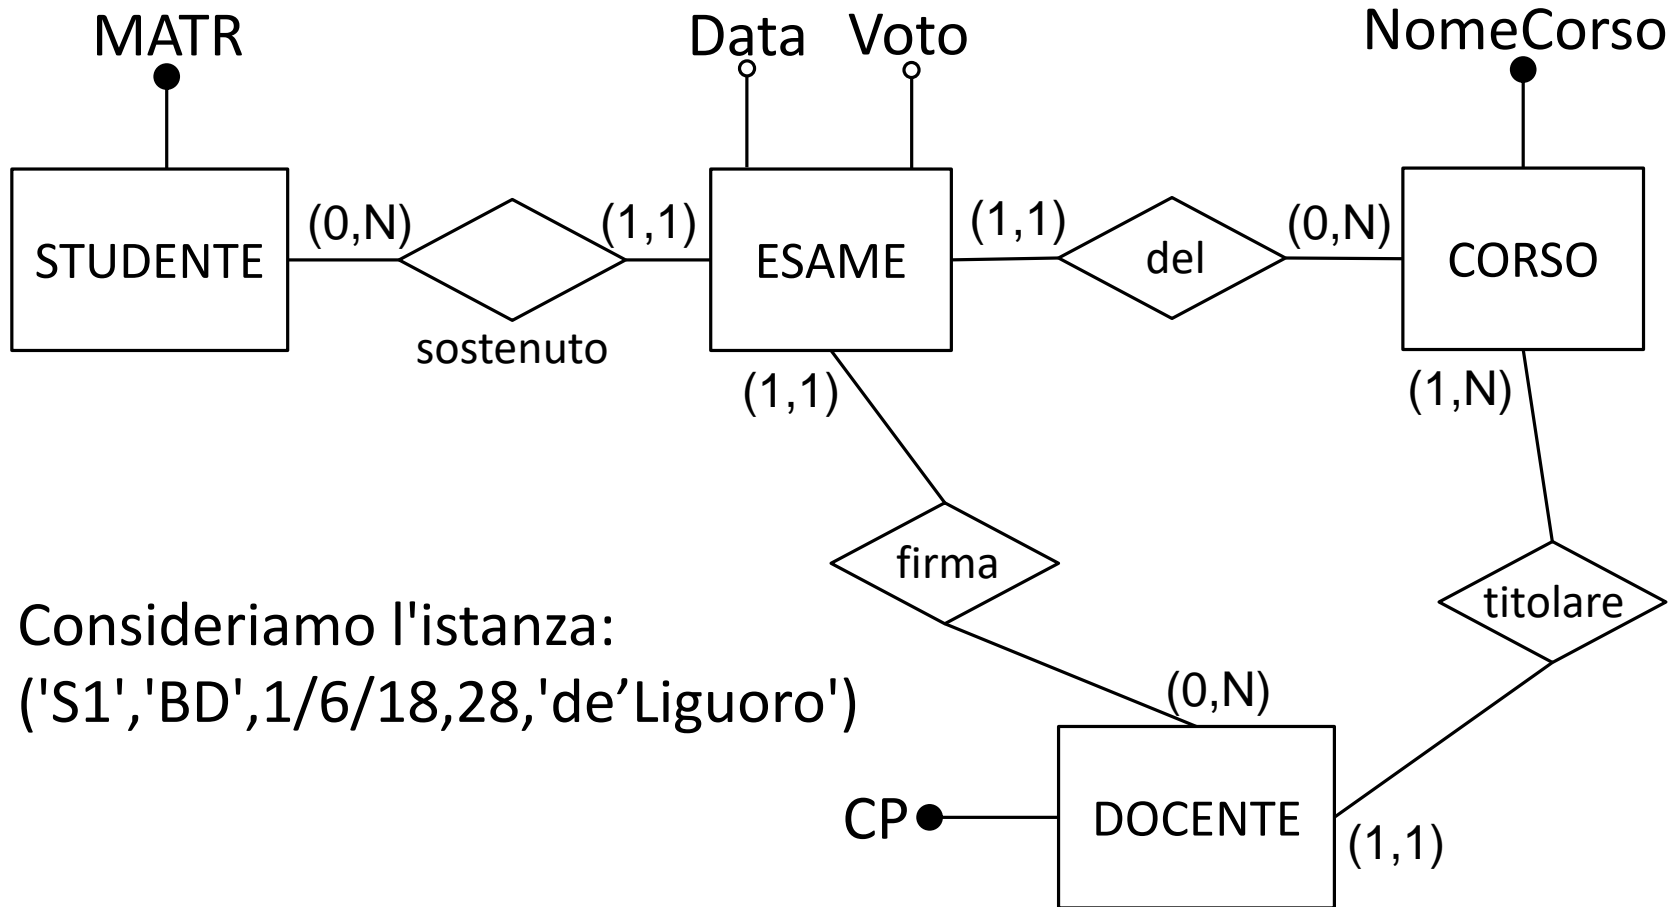 MATR
Data Voto
NomeCorso
(0,N) (1,1) (1,1) (0,N)
STUDENTE ESAME del CORSO
sostenuto
(1,1) (1,N)
firma
titolare
Consideriamo l'istanza:
('S1','BD',1/6/18,28,'de’Liguoro')
(0,N)
CP DOCENTE
(1,1)